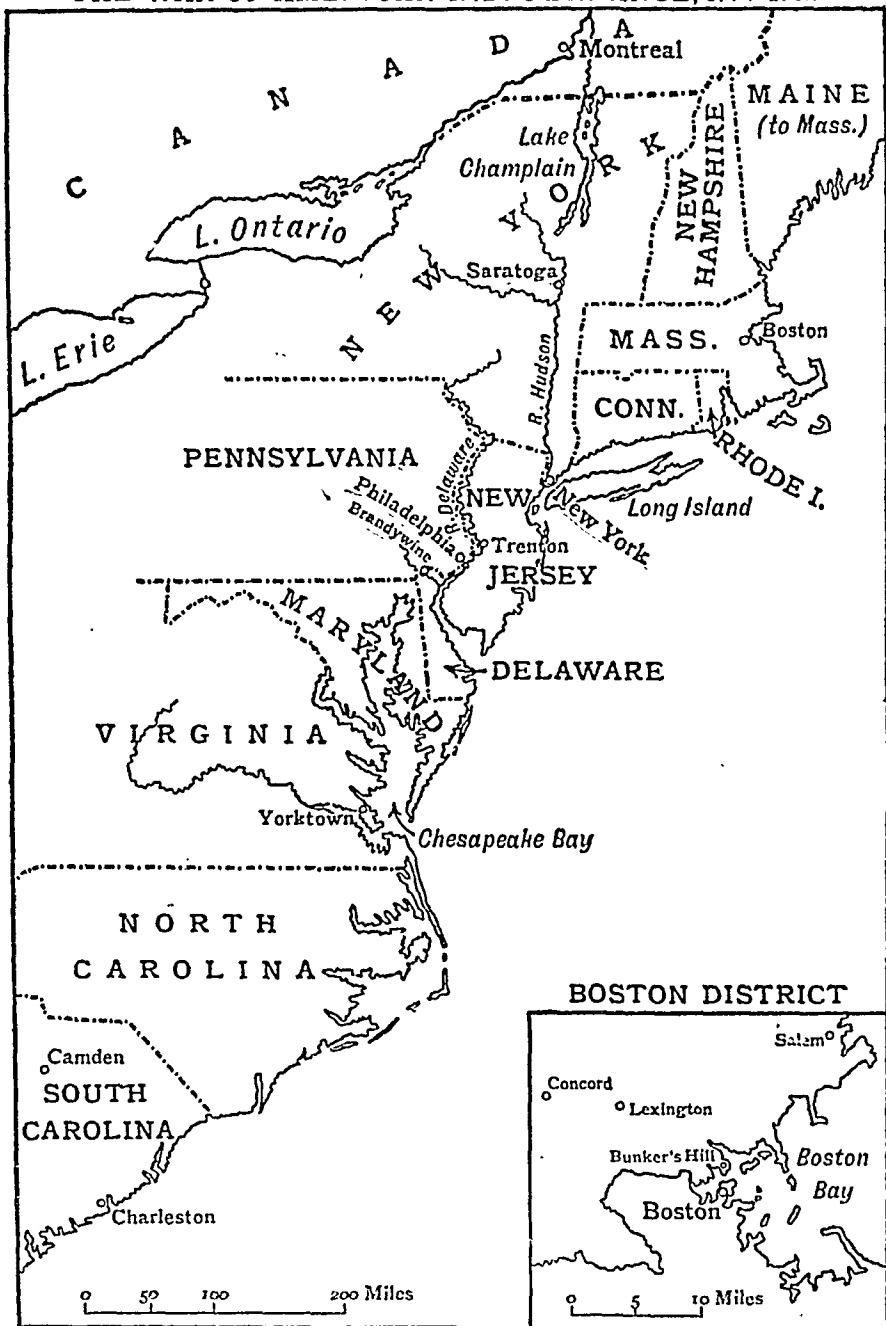 CANADA
Montreal
MAINE
(to Mass.)
Lake
Champlain
NEW YORK
NEW
HAMPSHIRE
L. Ontario
Saratoga
L. Erie
R. Hudson
MASS.
Boston
CONN.
RHODE I.
PENNSYLVANIA
R. Delaware
Philadelphia
Brandywine
NEW
JERSEY
New York
Long Island
Trenton
MARYLAND
DELAWARE
VIRGINIA
Yorktown
Chesapeake Bay
NORTH
CAROLINA
Camden
SOUTH
CAROLINA
Charleston
0 50 100 200 Miles
BOSTON DISTRICT
Salem
Concord
Lexington
Bunker's Hill
Boston
Boston
Bay
0 5 10 Miles